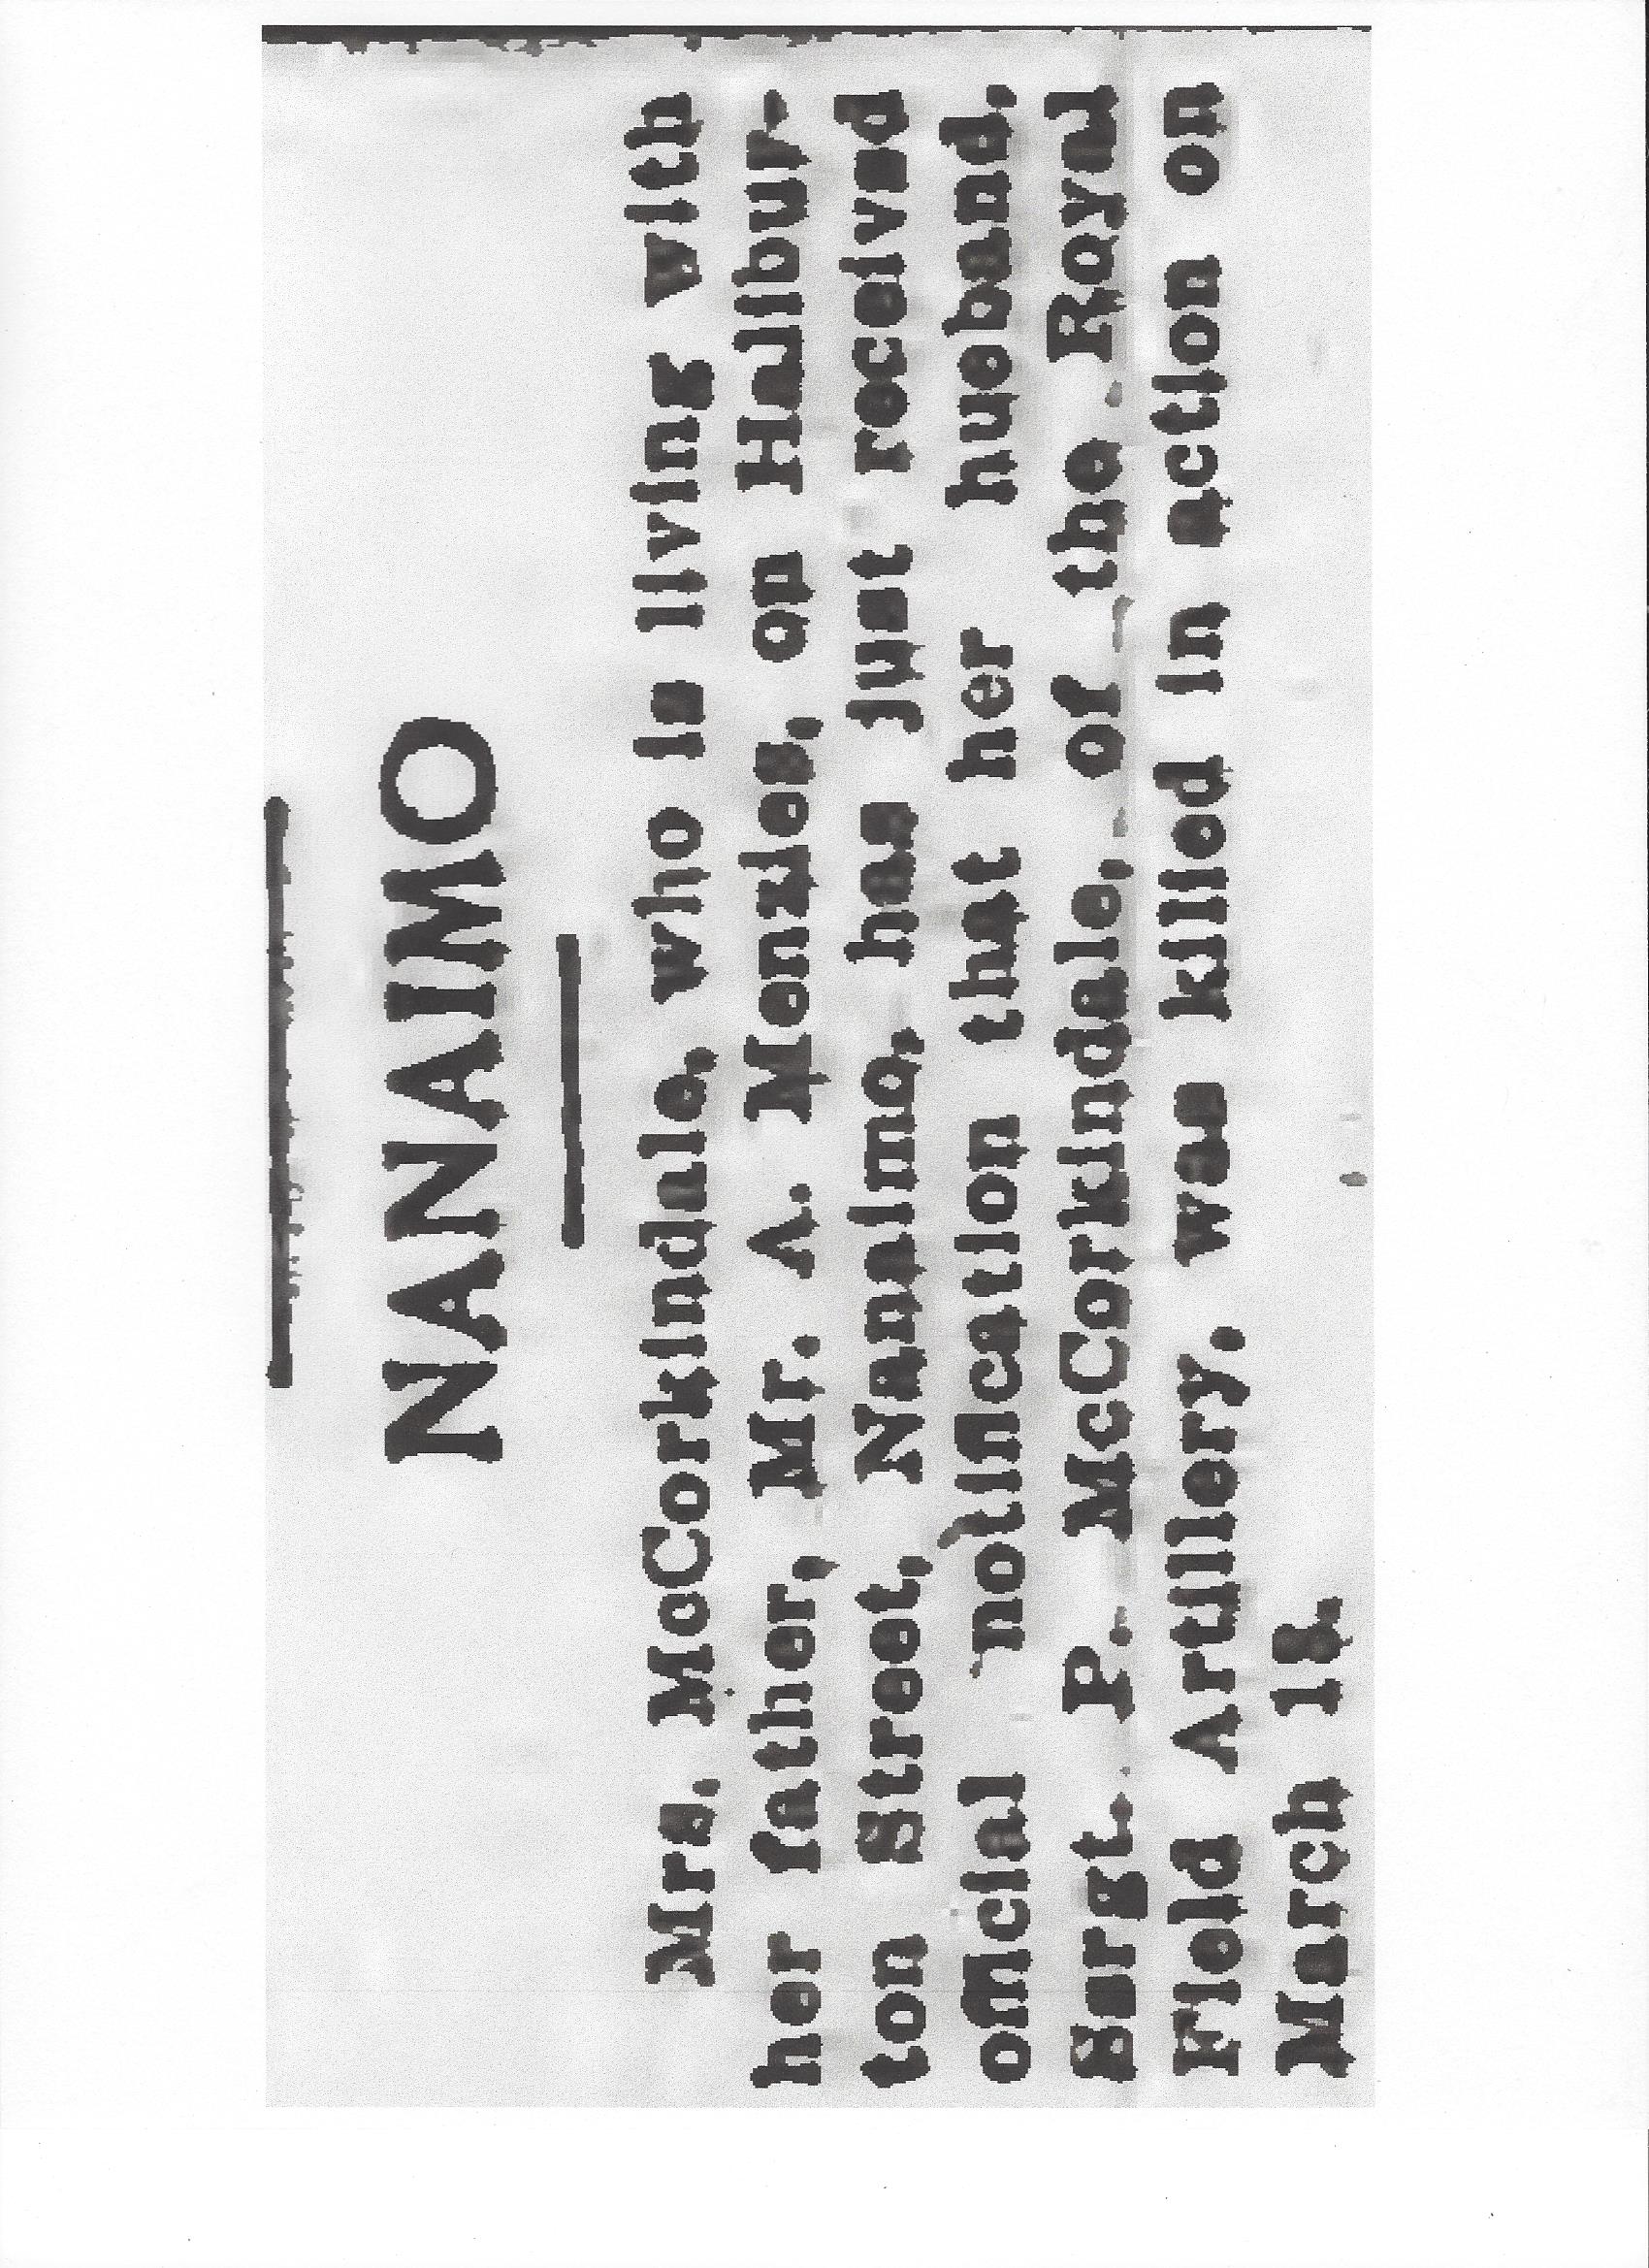 NANAIMO
Mrs. McCorkindale, who is living with
her father, Mr. A. Menzies, on Halibur-
ton Street, Nanaimo, has just received
official notification that her husband,
Sargt. P. McCorkindale, of the Royal
Field Artillery, was killed in action on
March 18.